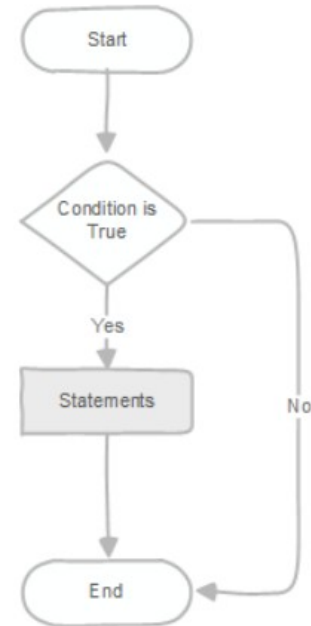 Start
Condition is
True
Yes
Statements
No
End